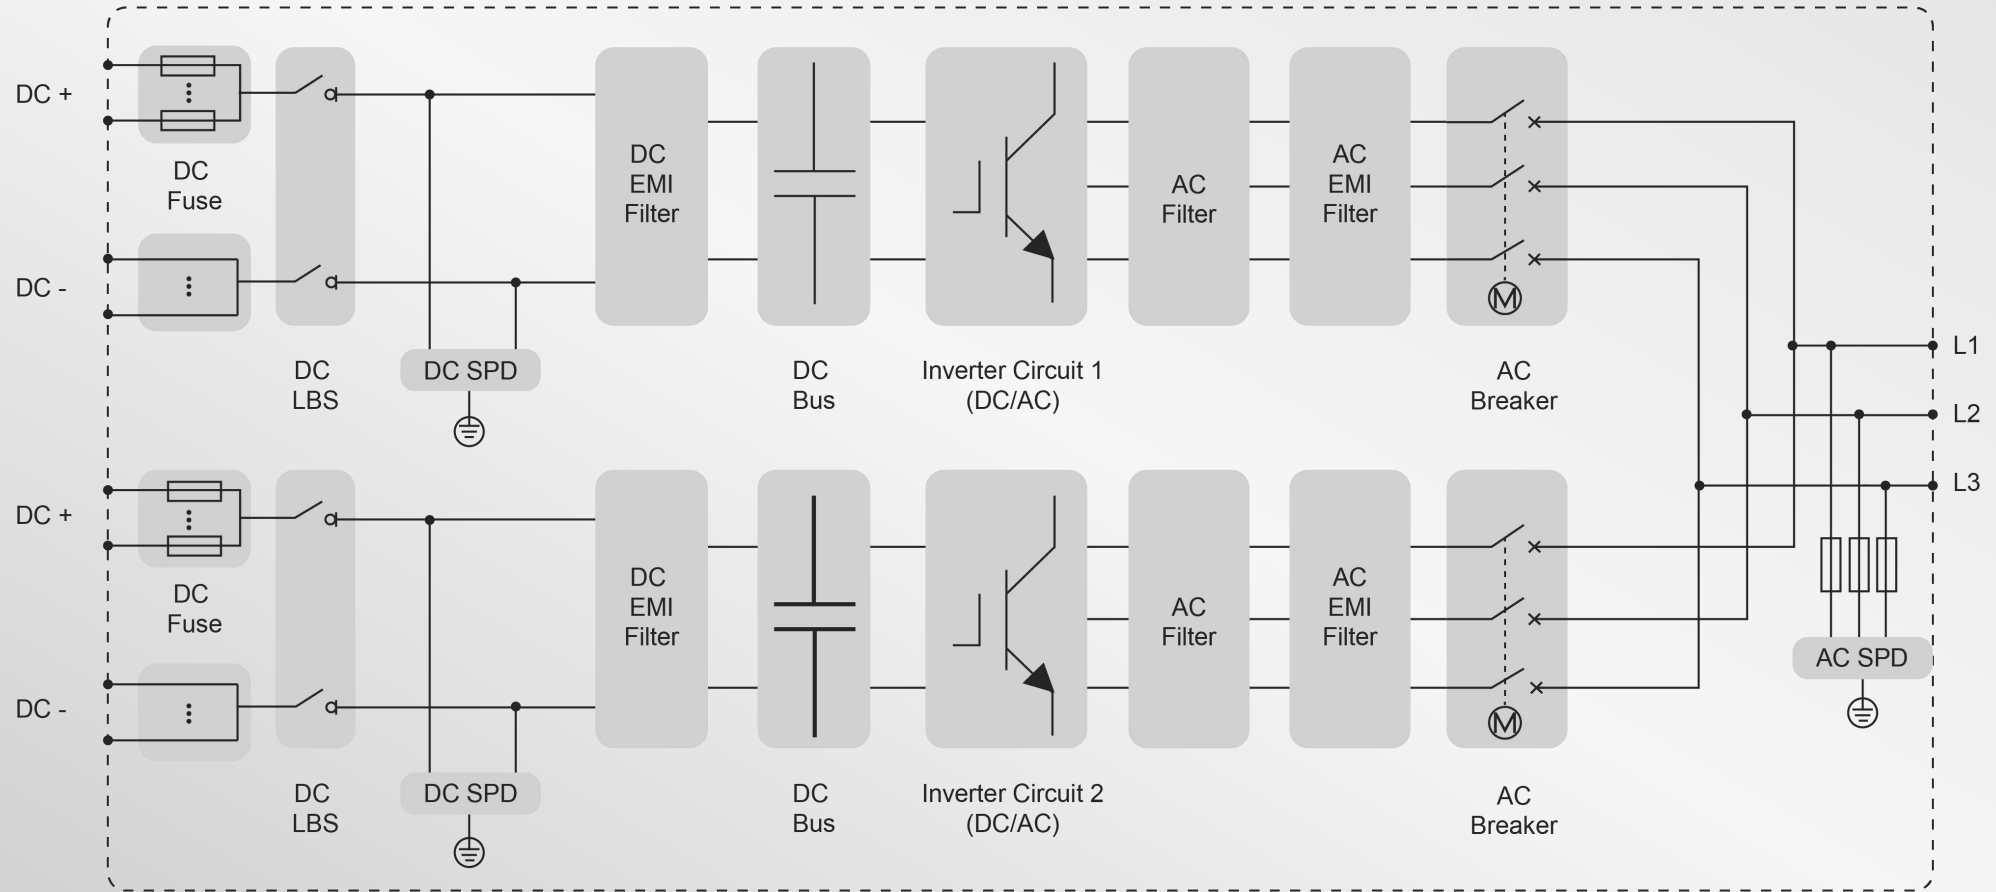 DC +
DC
Fuse
DC -
DC
LBS
DC SPD
DC
EMI
Filter
DC
Bus
Inverter Circuit 1
(DC/AC)
AC
Filter
AC
EMI
Filter
M
AC
Breaker
L1
L2
L3
DC +
DC
Fuse
DC -
DC
LBS
DC SPD
DC
EMI
Filter
DC
Bus
Inverter Circuit 2
(DC/AC)
AC
Filter
AC
EMI
Filter
M
AC
Breaker
AC SPD